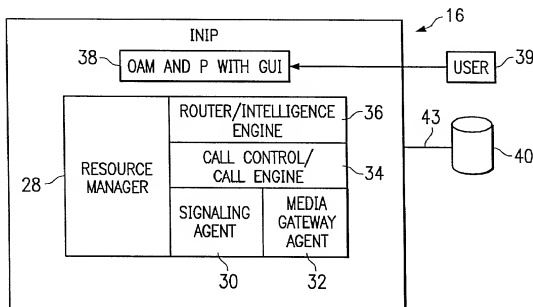 INIP
16
38
OAM AND P WITH GUI
USER
39
ROUTER/INTELLIGENCE
ENGINE
36
43
40
RESOURCE
MANAGER
28
CALL CONTROL/
CALL ENGINE
34
SIGNALING
AGENT
MEDIA
GATEWAY
AGENT
30
32